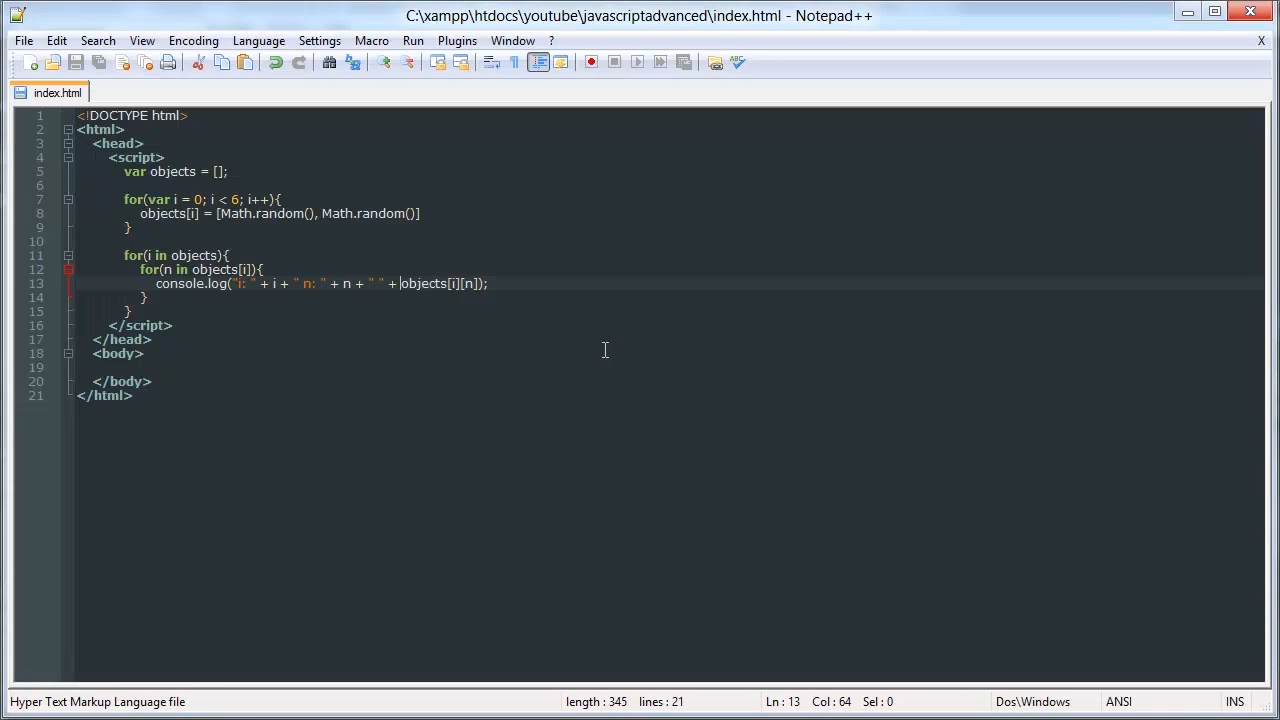 C:\xampp\htdocs\youtube\javascriptadvanced\index.html - Notepad++
File Edit Search View Encoding Language Settings Macro Run Plugins Window ? X
index.html
1 <!DOCTYPE html>
2 <html>
3 <head>
4 <script>
5 var objects = [];
6
7 for(var i = 0; i < 6; i++){
8 objects[i] = [Math.random(), Math.random()]
9 }
10
11 for(i in objects){
12 for(n in objects[i]){
13 console.log("i: " + i + " n: " + n + " " +objects[i][n]);
14 }
15 }
16 </script>
17 </head>
18 <body>
19
20 </body>
21 </html>
Hyper Text Markup Language file length : 345 lines : 21 Ln : 13 Col : 64 Sel : 0 Dos\Windows ANSI INS